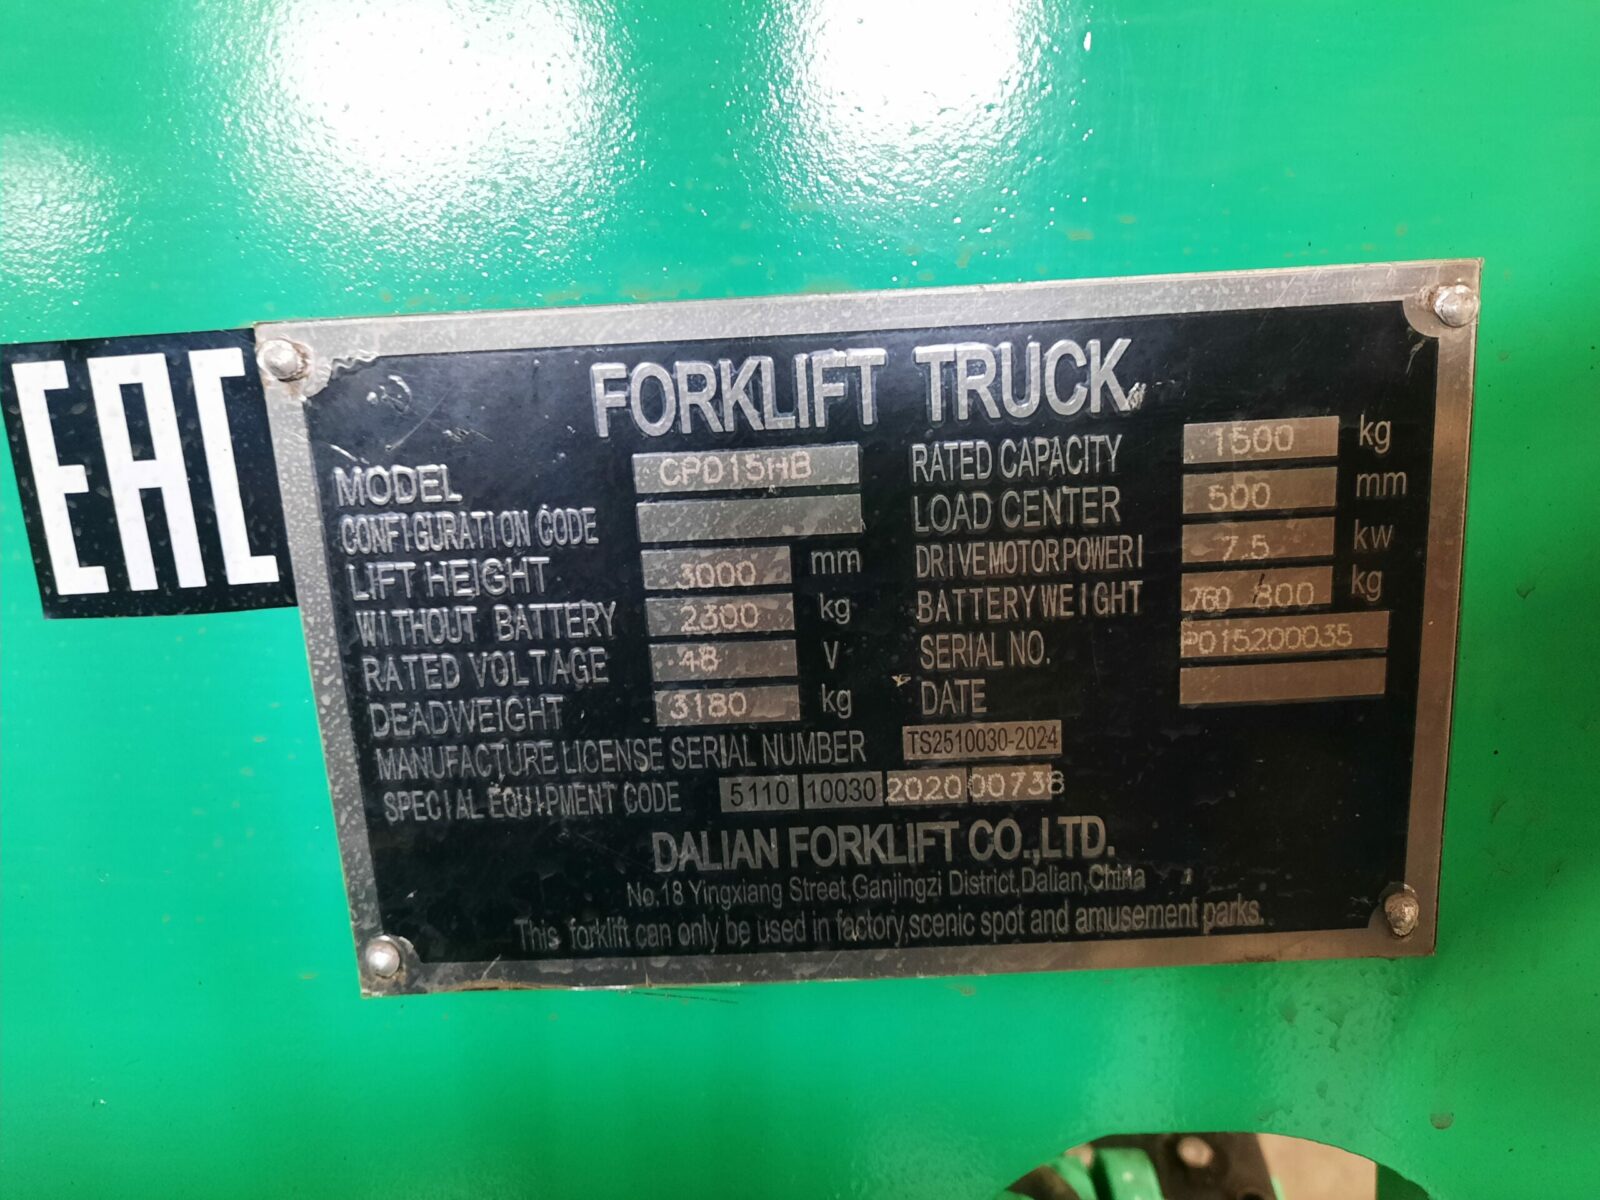 EAC
FORKLIFT TRUCK
MODEL CPD15HB
CONFIGURATION CODE
LIFT HEIGHT 3000 mm
WITHOUT BATTERY 2300 kg
RATED VOLTAGE 48 V
DEADWEIGHT 3180 kg
RATED CAPACITY 1500 kg
LOAD CENTER 500 mm
DRIVEMOTORPOWER1 7.5 kw
BATTERYWEIGHT 760 800 kg
SERIAL NO. P015200035
DATE
MANUFACTURE LICENSE SERIAL NUMBER TS2510030-2024
SPECIAL EQUIPMENT CODE 5110 10030 2020 00738
DALIAN FORKLIFT CO.,LTD.
No.18 Yingxiang Street,Ganjingzi District,Dalian,China
This forklift can only be used in factory,scenic spot and amusement parks.